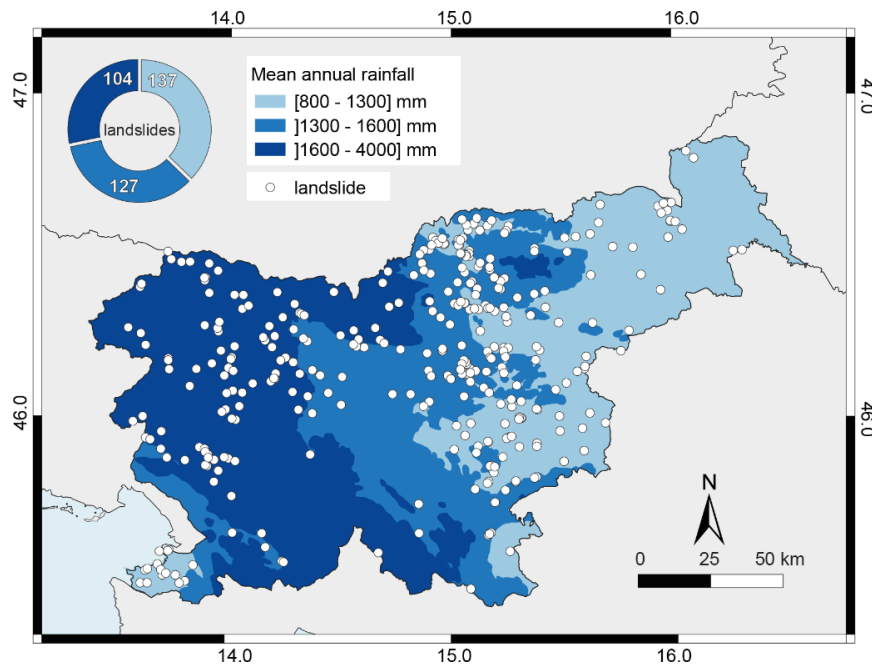 14.0 15.0 16.0
47.0 47.0
104 137
landslides
127
Mean annual rainfall
[800 - 1300] mm
]1300 - 1600] mm
]1600 - 4000] mm
landslide
46.0 46.0
N
0 25 50 km
14.0 15.0 16.0